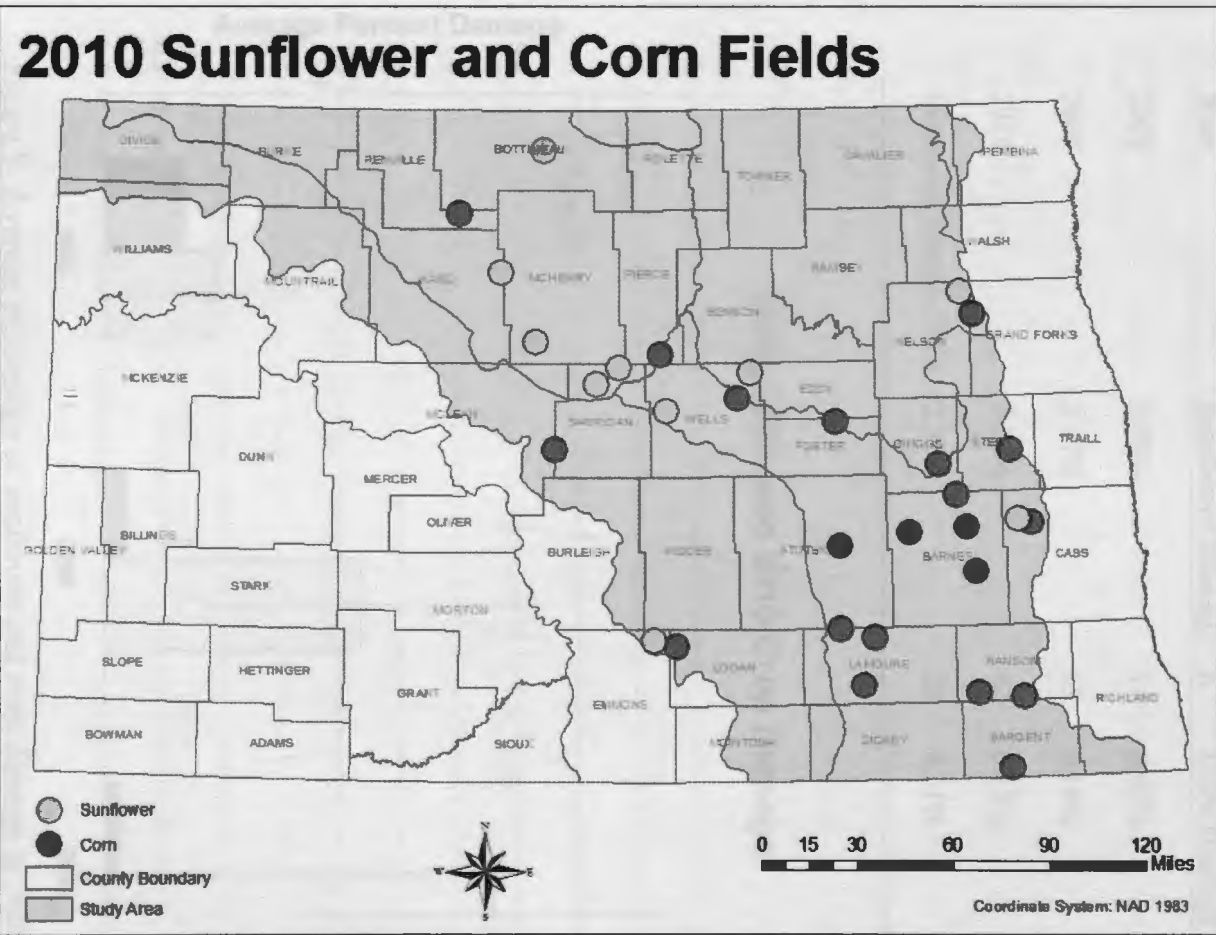 2010 Sunflower and Corn Fields
DIVIDE
BURKE
RENVILLE
BOTTINEAU
ROLETTE
TOWNER
CAVALIER
PEMBINA
WILLIAMS
MOUNTRAIL
WARD
MCHENRY
PIERCE
BENSON
RAMSEY
WALSH
MCKENZIE
NELSON
GRAND FORKS
MCLEAN
SHERIDAN
WELLS
EDDY
FOSTER
GRIGGS
STEELE
TRAILL
DUNN
MERCER
OLIVER
GOLDEN VALLEY
BILLINGS
BURLEIGH
KIDDER
STUTSMAN
BARNES
CASS
STARK
MORTON
SLOPE
HETTINGER
GRANT
EMMONS
LOGAN
LAMOURE
RANSOM
RICHLAND
BOWMAN
ADAMS
SIOUX
MCINTOSH
DICKEY
SARGENT
Sunflower
Corn
County Boundary
Study Area
N
W
E
S
0 15 30 60 90 120
Miles
Coordinate System: NAD 1983